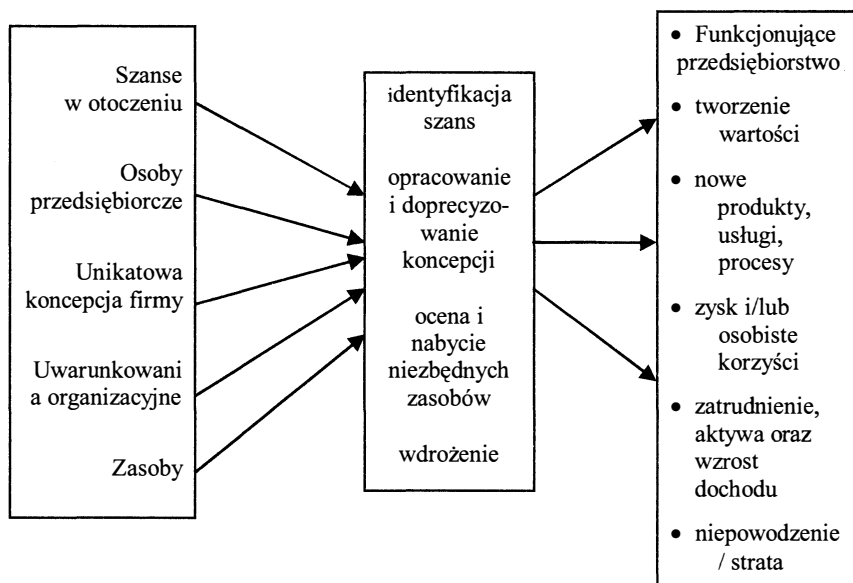 Szanse
w otoczeniu
Osoby
przedsiębiorcze
Unikatowa
koncepcja firmy
Uwarunkowani
a organizacyjne
Zasoby
identyfikacja
szans
opracowanie
i doprecyzo-
wanie
koncepcji
ocena i
nabycie
niezbędnych
zasobów
wdrożenie
• Funkcjonujące
przedsiębiorstwo
• tworzenie
wartości
• nowe
produkty,
usługi,
procesy
• zysk i/lub
osobiste
korzyści
• zatrudnienie,
aktywa oraz
wzrost
dochodu
• niepowodzenie
/ strata